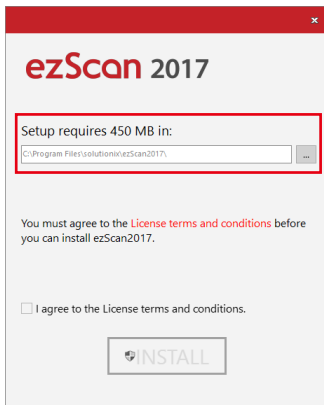 ezScan 2017
Setup requires 450 MB in:
C:\Program Files\solutionix\ezScan2017\
...
You must agree to the License terms and conditions before
you can install ezScan2017.
I agree to the License terms and conditions.
INSTALL